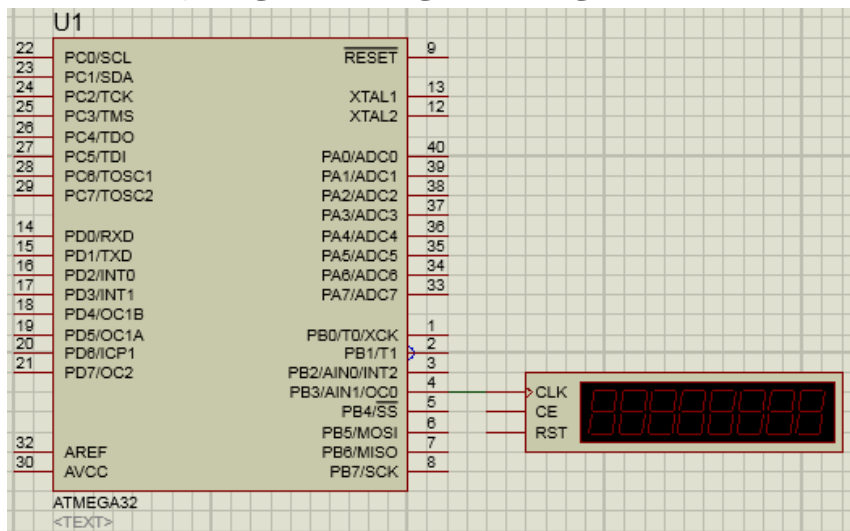 U1
22 PC0/SCL RESET 9
23 PC1/SDA
24 PC2/TCK XTAL1 13
25 PC3/TMS XTAL2 12
26 PC4/TDO
27 PC5/TDI PA0/ADC0 40
28 PC6/TOSC1 PA1/ADC1 39
29 PC7/TOSC2 PA2/ADC2 38
PA3/ADC3 37
14 PD0/RXD PA4/ADC4 36
15 PD1/TXD PA5/ADC5 35
16 PD2/INT0 PA6/ADC6 34
17 PD3/INT1 PA7/ADC7 33
18 PD4/OC1B
19 PD5/OC1A PB0/T0/XCK 1
20 PD6/ICP1 PB1/T1 2
21 PD7/OC2 PB2/AIN0/INT2 3
PB3/AIN1/OC0 4 CLK
PB4/SS 5 CE
PB5/MOSI 6 RST
32 AREF PB6/MISO 7
30 AVCC PB7/SCK 8
ATMEGA32
<TEXT>